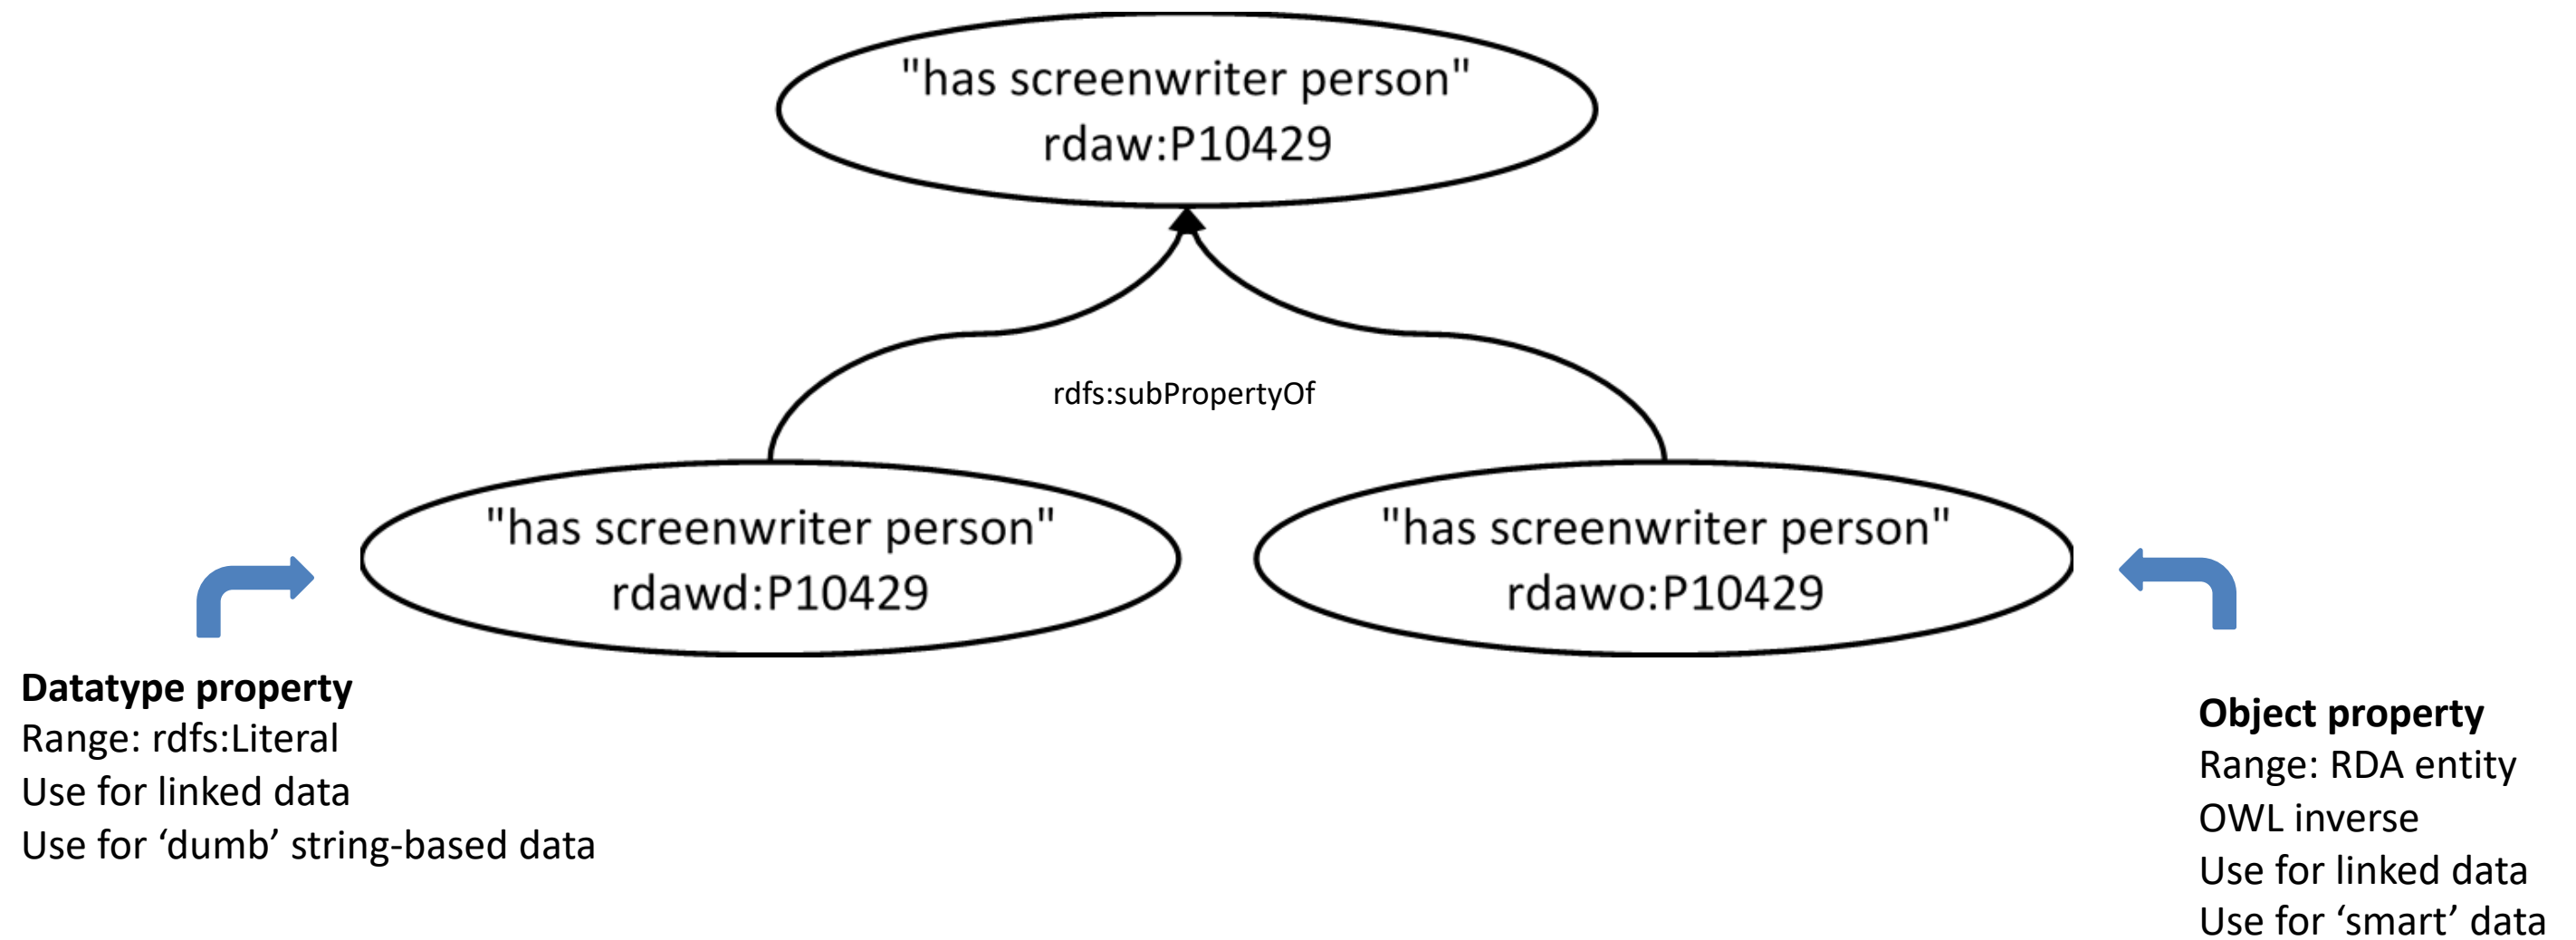 "has screenwriter person"
rdaw:P10429
rdfs:subPropertyOf
"has screenwriter person"
rdawd:P10429
"has screenwriter person"
rdawo:P10429
Datatype property
Range: rdfs:Literal
Use for linked data
Use for ‘dumb’ string-based data
Object property
Range: RDA entity
OWL inverse
Use for linked data
Use for ‘smart’ data